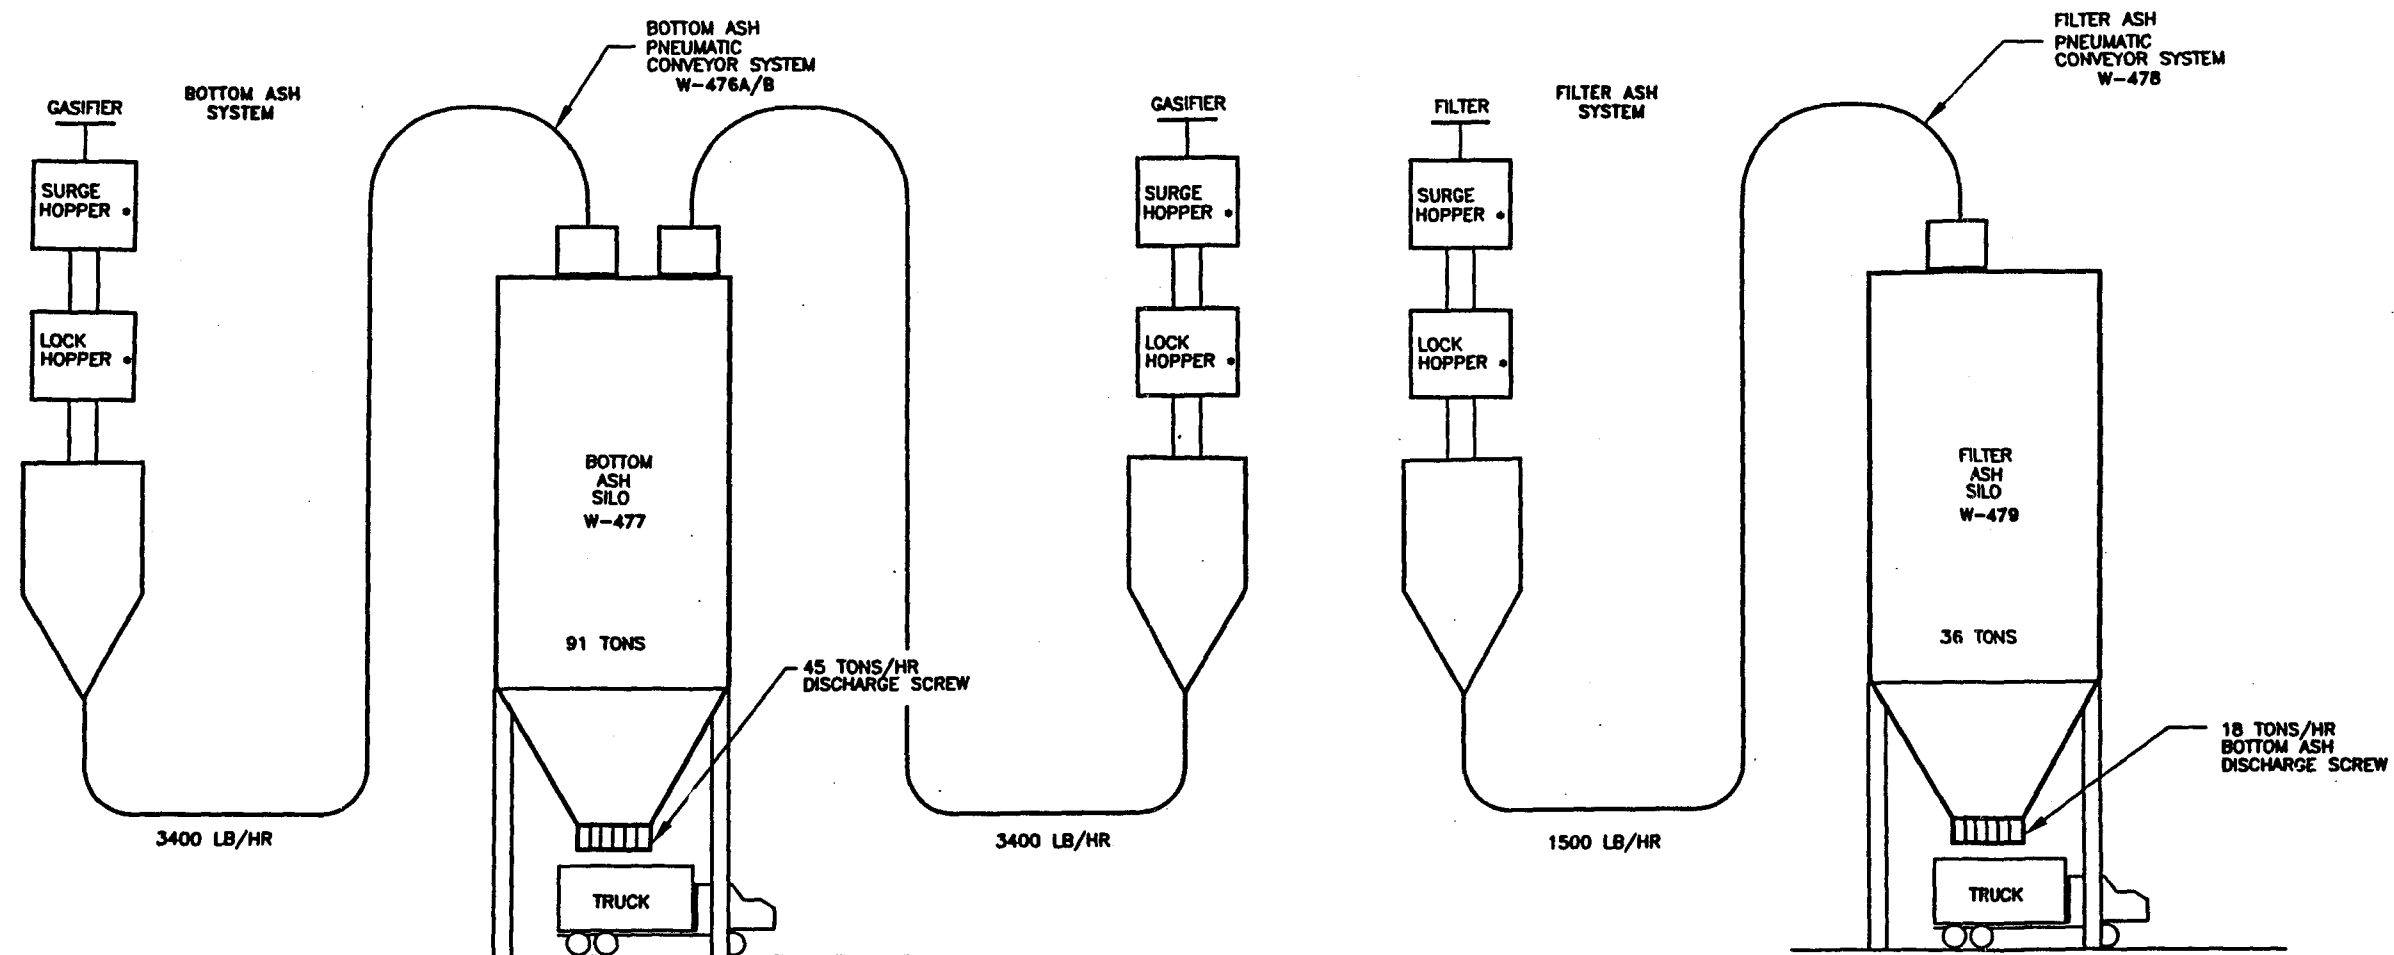 BOTTOM ASH
PNEUMATIC
CONVEYOR SYSTEM
W-476A/B
FILTER ASH
PNEUMATIC
CONVEYOR SYSTEM
W-478
GASIFIER
BOTTOM ASH
SYSTEM
GASIFIER
FILTER
FILTER ASH
SYSTEM
SURGE
HOPPER *
SURGE
HOPPER *
SURGE
HOPPER *
LOCK
HOPPER *
LOCK
HOPPER *
LOCK
HOPPER *
BOTTOM
ASH
SILO
W-477
FILTER
ASH
SILO
W-479
91 TONS
36 TONS
45 TONS/HR
DISCHARGE SCREW
18 TONS/HR
BOTTOM ASH
DISCHARGE SCREW
3400 LB/HR
3400 LB/HR
1500 LB/HR
TRUCK
TRUCK